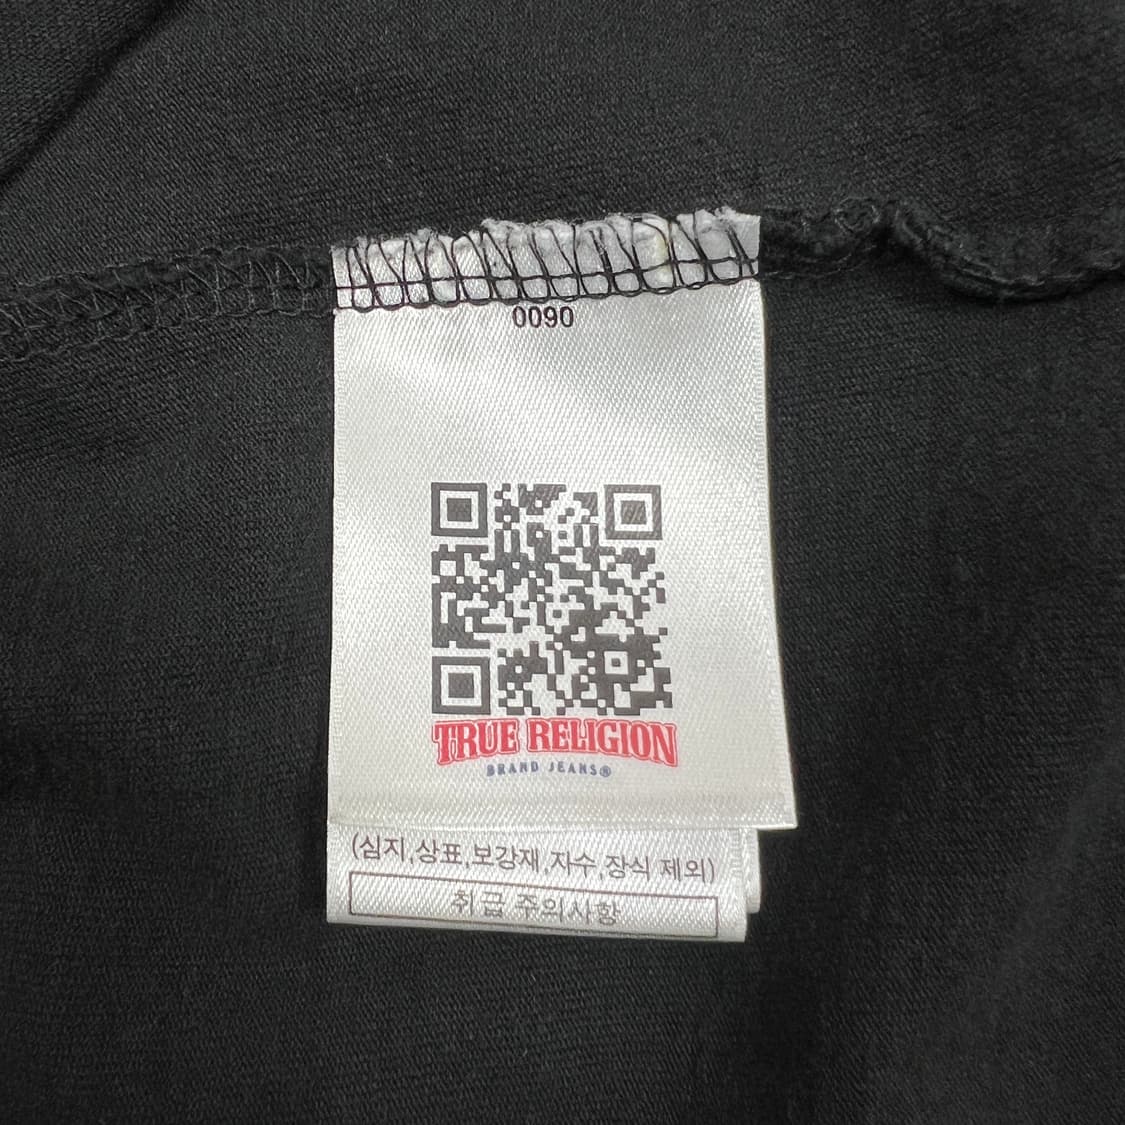 0090
TRUE RELIGION
BRAND JEANS®
(심지,상표,보강재,자수,장식 제외)
취급 주의사항